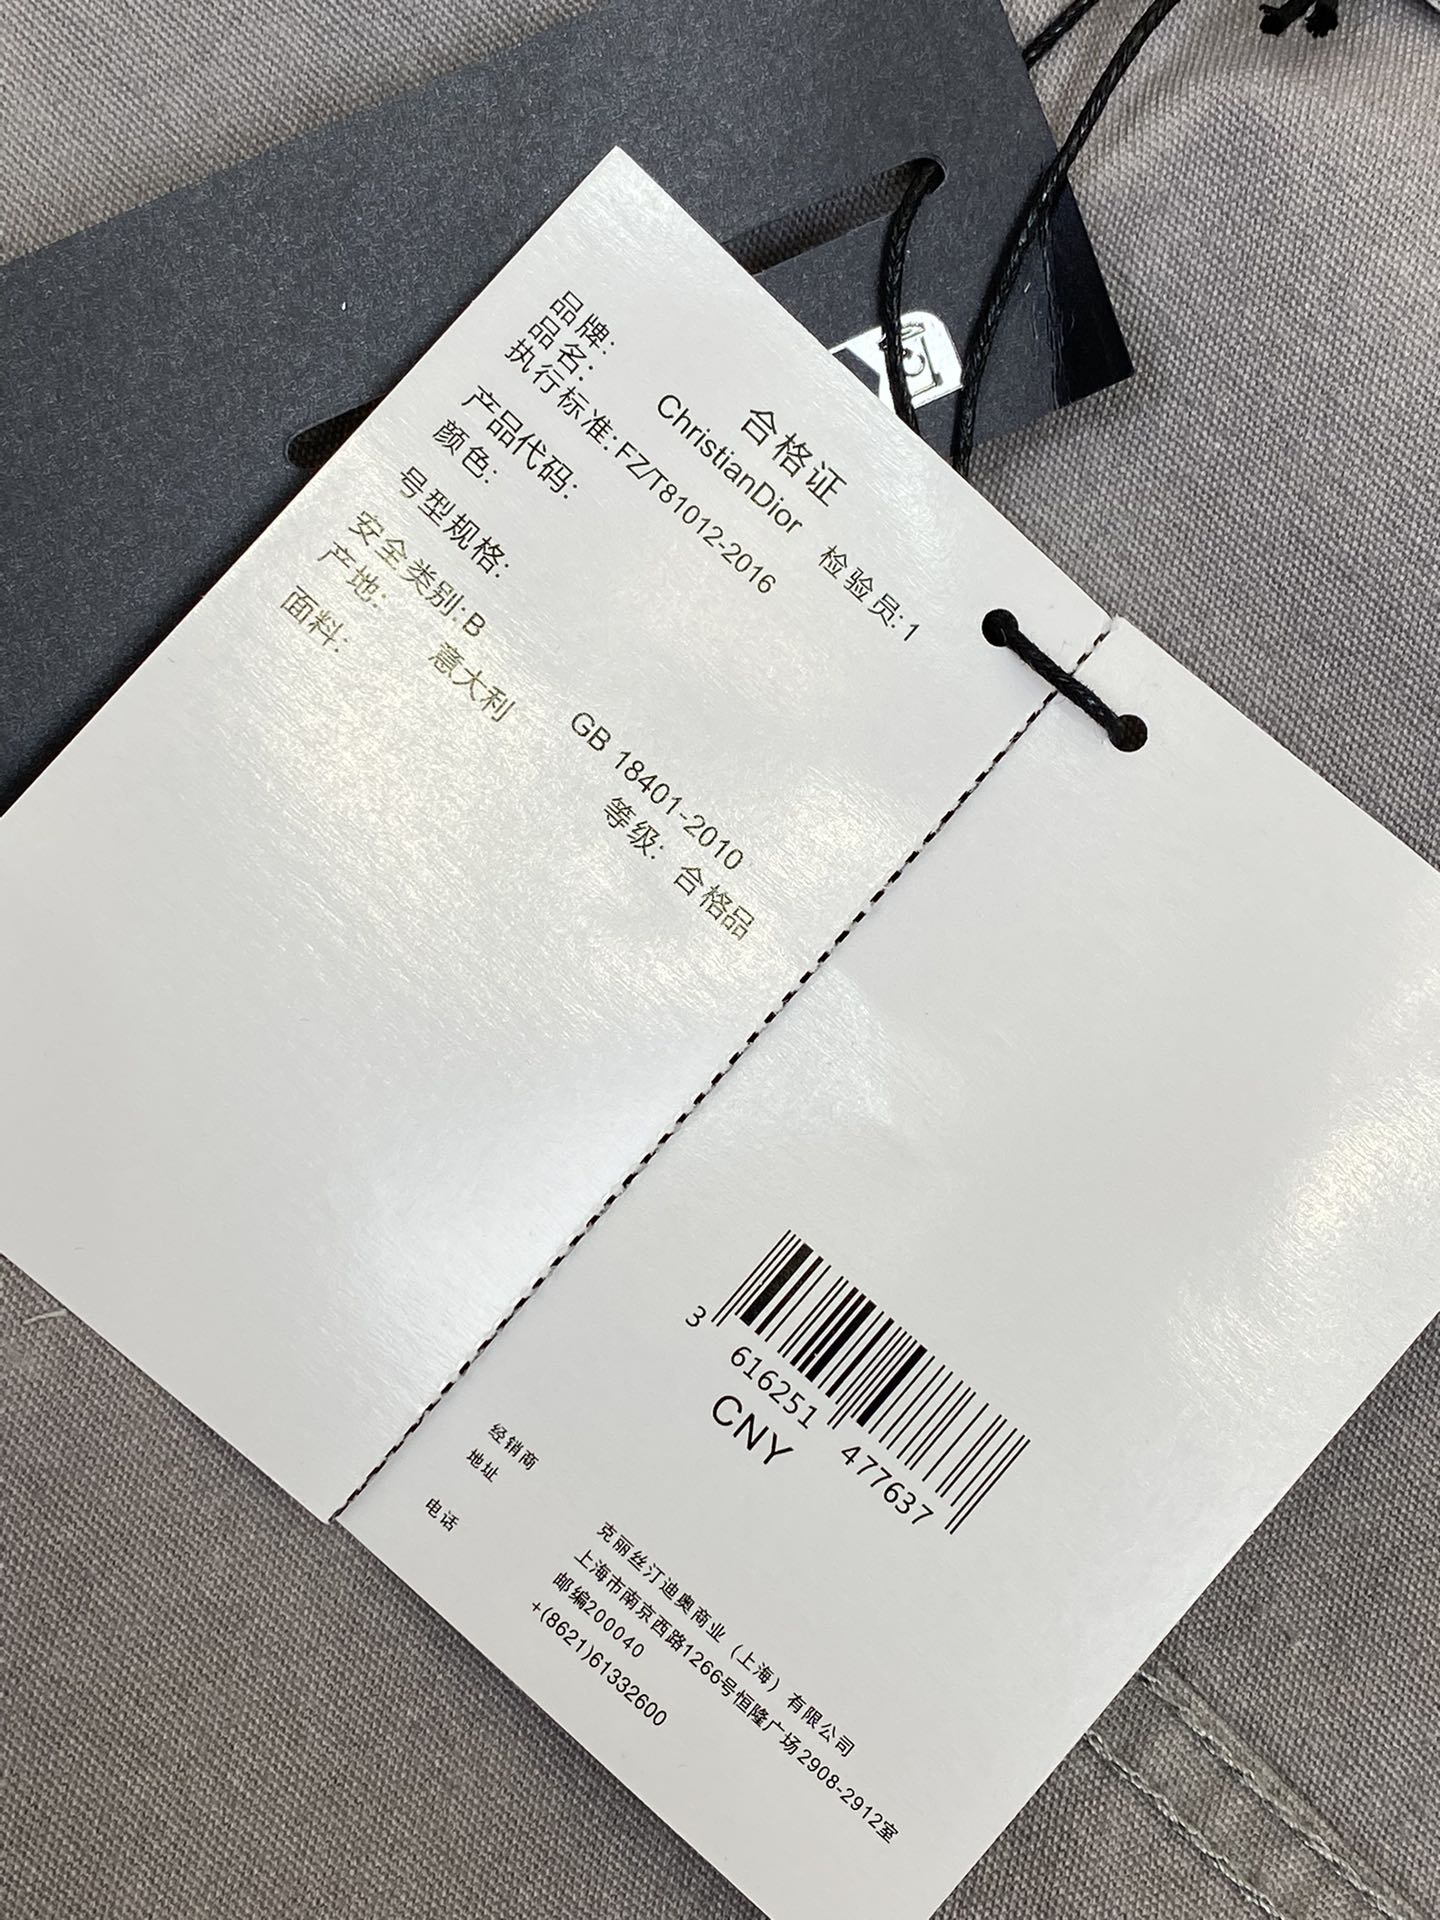 合格证
品牌: ChristianDior
品名: 检验员: 1
执行标准: FZ/T81012-2016
产品代码:
颜色:
号型规格:
安全类别: B GB 18401-2010
产地: 意大利 等级: 合格品
面料:
3 616251 477637
CNY
经销商 克丽丝汀迪奥商业（上海）有限公司
地址 上海市南京西路1266号恒隆广场2908-2912室
邮编200040
电话 +(8621)61332600